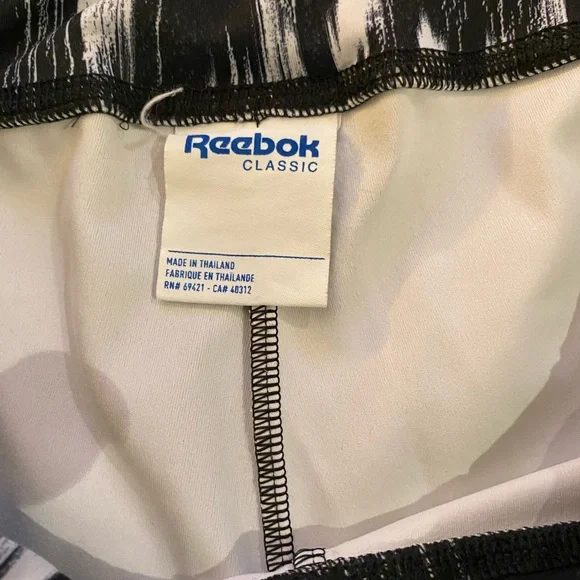 Reebok
CLASSIC
MADE IN THAILAND
FABRIQUE EN THAÏLANDE
RN# 69421 - CA# 40312